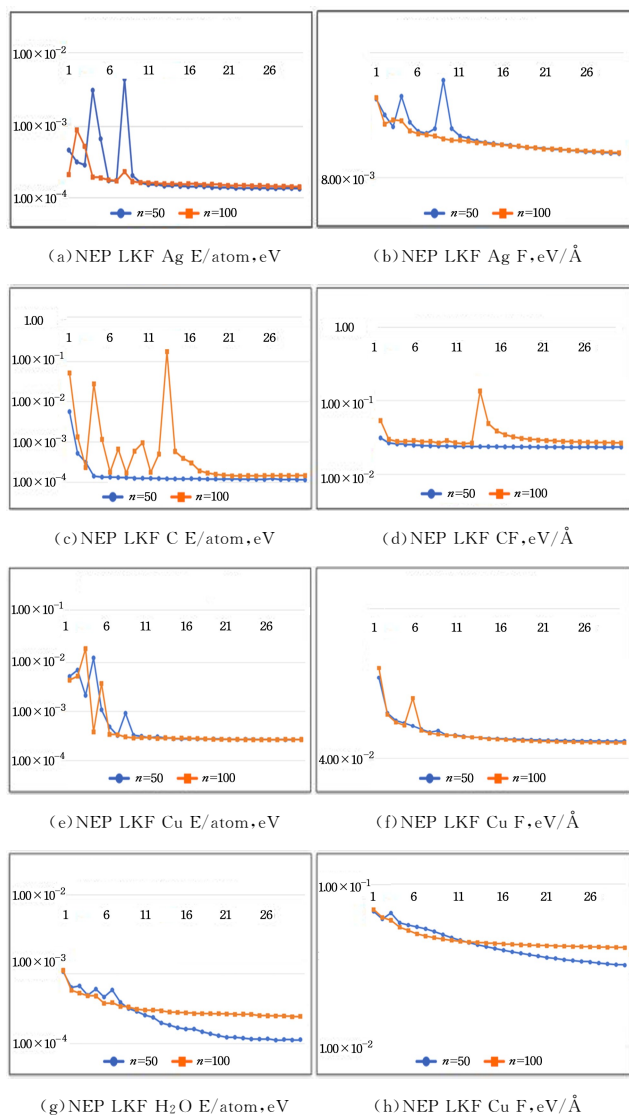 1.00×10⁻²
1 6 11 16 21 26
1.00×10⁻³
1.00×10⁻⁴
n=50 n=100
(a)NEP LKF Ag E/atom,eV
1 6 11 16 21 26
8.00×10⁻³
n=50 n=100
(b)NEP LKF Ag F,eV/Å
1.00
1 6 11 16 21 26
1.00×10⁻¹
1.00×10⁻²
1.00×10⁻³
1.00×10⁻⁴
n=50 n=100
(c)NEP LKF C E/atom,eV
1.00
1 6 11 16 21 26
1.00×10⁻¹
1.00×10⁻²
n=50 n=100
(d)NEP LKF CF,eV/Å
1.00×10⁻¹
1 6 11 16 21 26
1.00×10⁻²
1.00×10⁻³
1.00×10⁻⁴
n=50 n=100
(e)NEP LKF Cu E/atom,eV
1 6 11 16 21 26
4.00×10⁻²
n=50 n=100
(f)NEP LKF Cu F,eV/Å
1.00×10⁻²
1 6 11 16 21 26
1.00×10⁻³
1.00×10⁻⁴
n=50 n=100
(g)NEP LKF H₂O E/atom,eV
1.00×10⁻¹
1 6 11 16 21 26
1.00×10⁻²
n=50 n=100
(h)NEP LKF Cu F,eV/Å